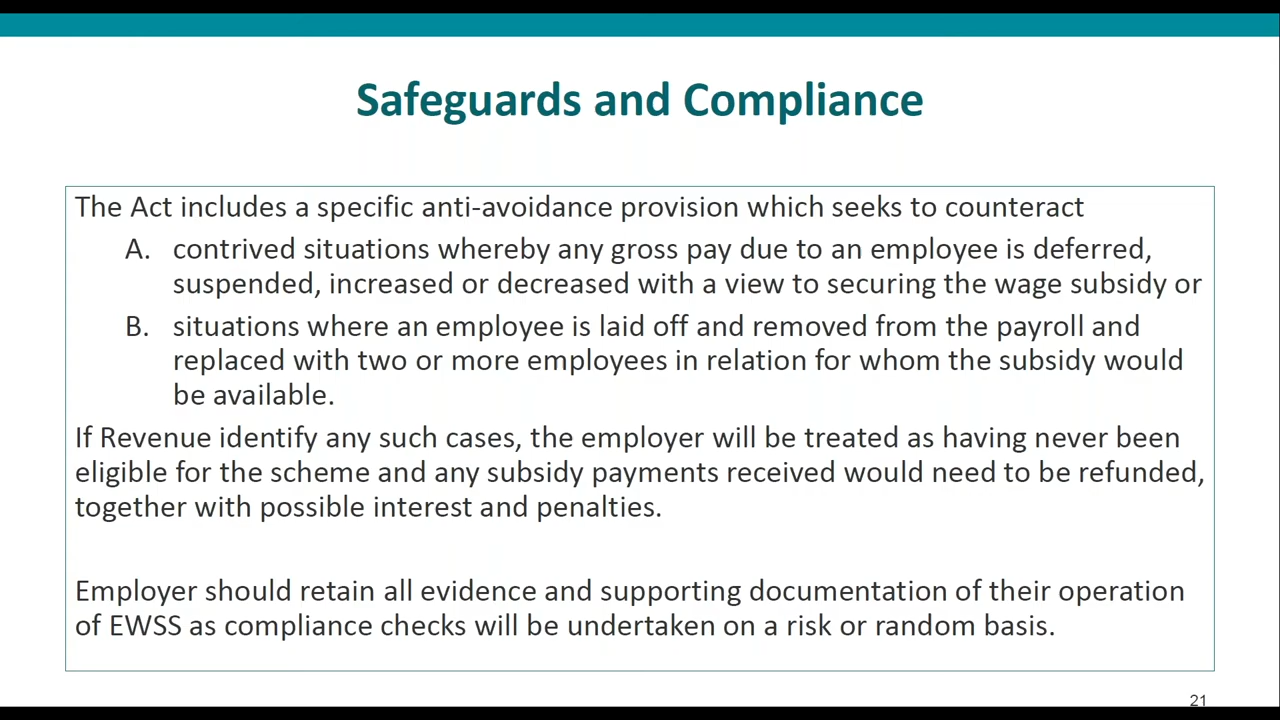 Safeguards and Compliance
The Act includes a specific anti-avoidance provision which seeks to counteract
A. contrived situations whereby any gross pay due to an employee is deferred,
suspended, increased or decreased with a view to securing the wage subsidy or
B. situations where an employee is laid off and removed from the payroll and
replaced with two or more employees in relation for whom the subsidy would
be available.
If Revenue identify any such cases, the employer will be treated as having never been
eligible for the scheme and any subsidy payments received would need to be refunded,
together with possible interest and penalties.
Employer should retain all evidence and supporting documentation of their operation
of EWSS as compliance checks will be undertaken on a risk or random basis.
21